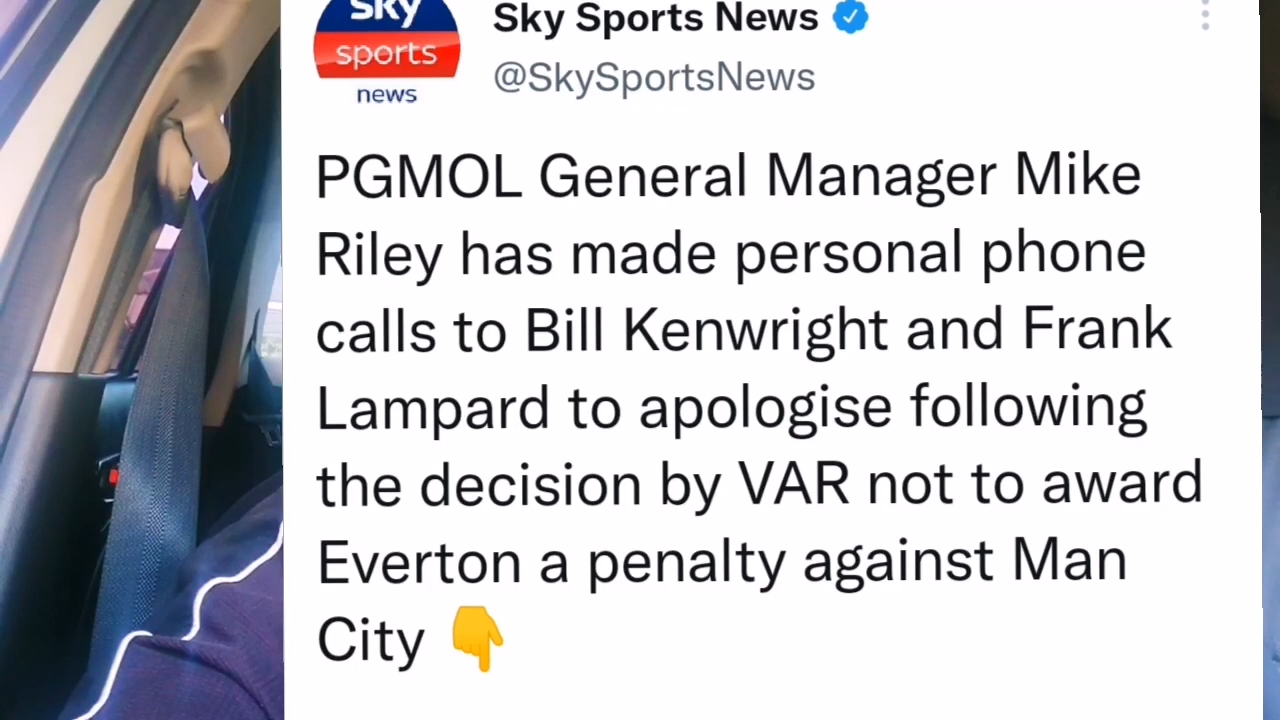 sky
sports
news
Sky Sports News
@SkySportsNews
PGMOL General Manager Mike
Riley has made personal phone
calls to Bill Kenwright and Frank
Lampard to apologise following
the decision by VAR not to award
Everton a penalty against Man
City 👇